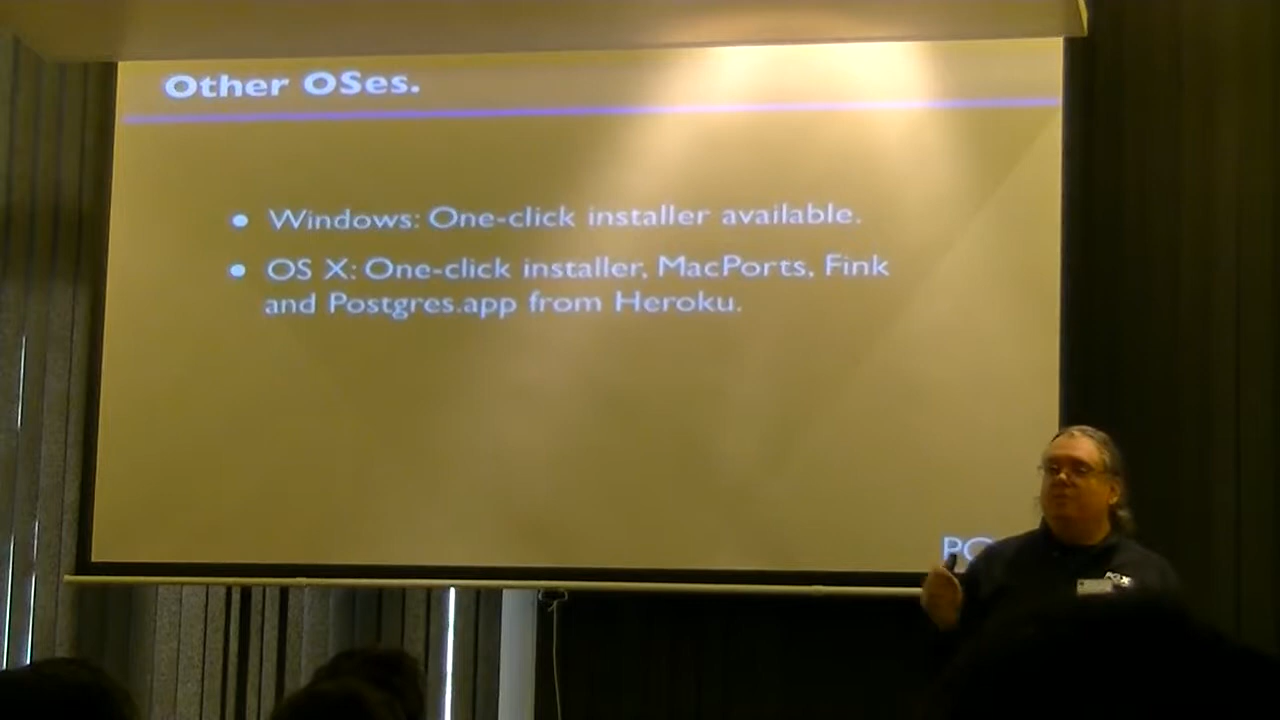 Other OSes.
• Windows: One-click installer available.
• OS X: One-click installer, MacPorts, Fink
and Postgres.app from Heroku.